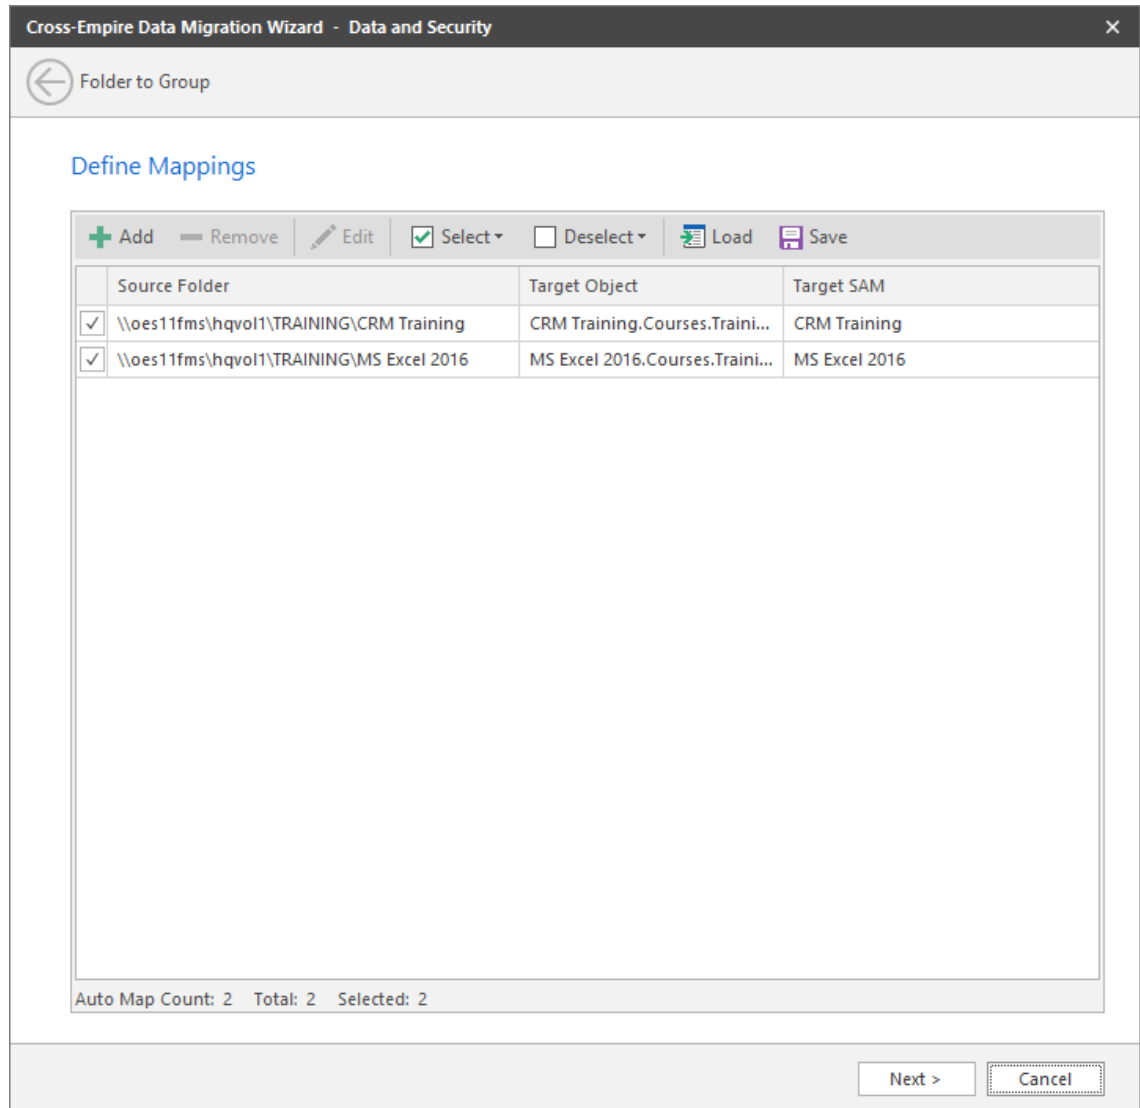 Cross-Empire Data Migration Wizard - Data and Security
Folder to Group
Define Mappings
Add Remove Edit Select Deselect Load Save
Source Folder Target Object Target SAM
\\oes11fms\hqvol1\TRAINING\CRM Training CRM Training.Courses.Traini... CRM Training
\\oes11fms\hqvol1\TRAINING\MS Excel 2016 MS Excel 2016.Courses.Traini... MS Excel 2016
Auto Map Count: 2 Total: 2 Selected: 2
Next > Cancel